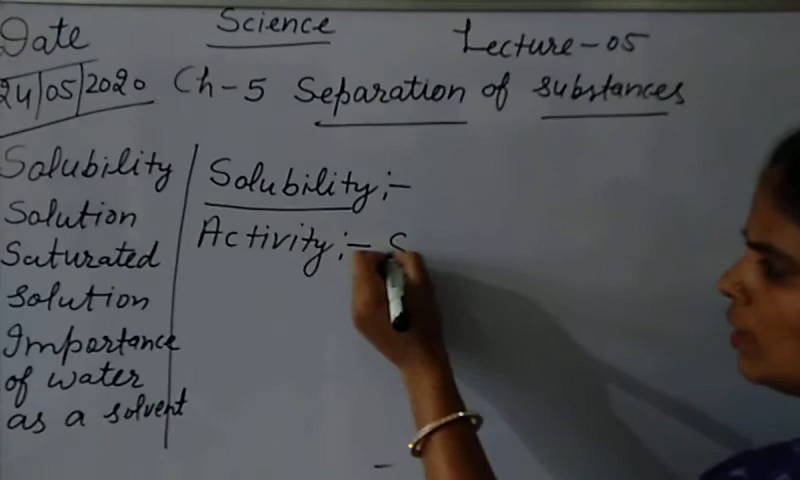 Science
Date
Lecture-05
24/05/2020
Ch-5 Separation of substances
Solubility
Solution
Saturated
Solution
Importance
of water
as a solvent
Solubility:-
Activity:- S